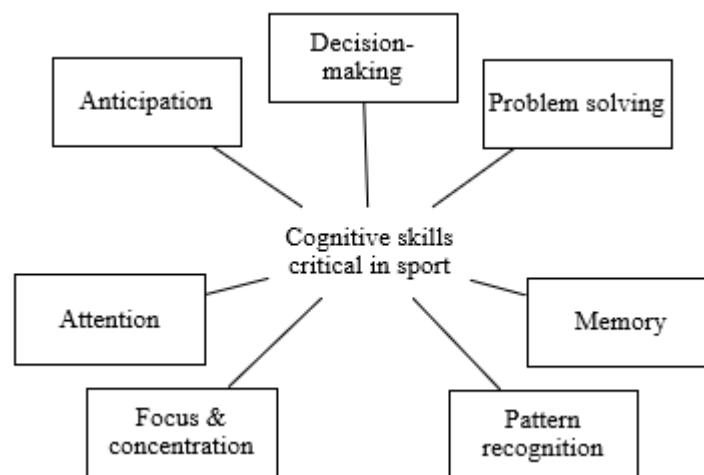 Decision-
making
Anticipation
Problem solving
Cognitive skills
critical in sport
Attention
Memory
Focus &
concentration
Pattern
recognition